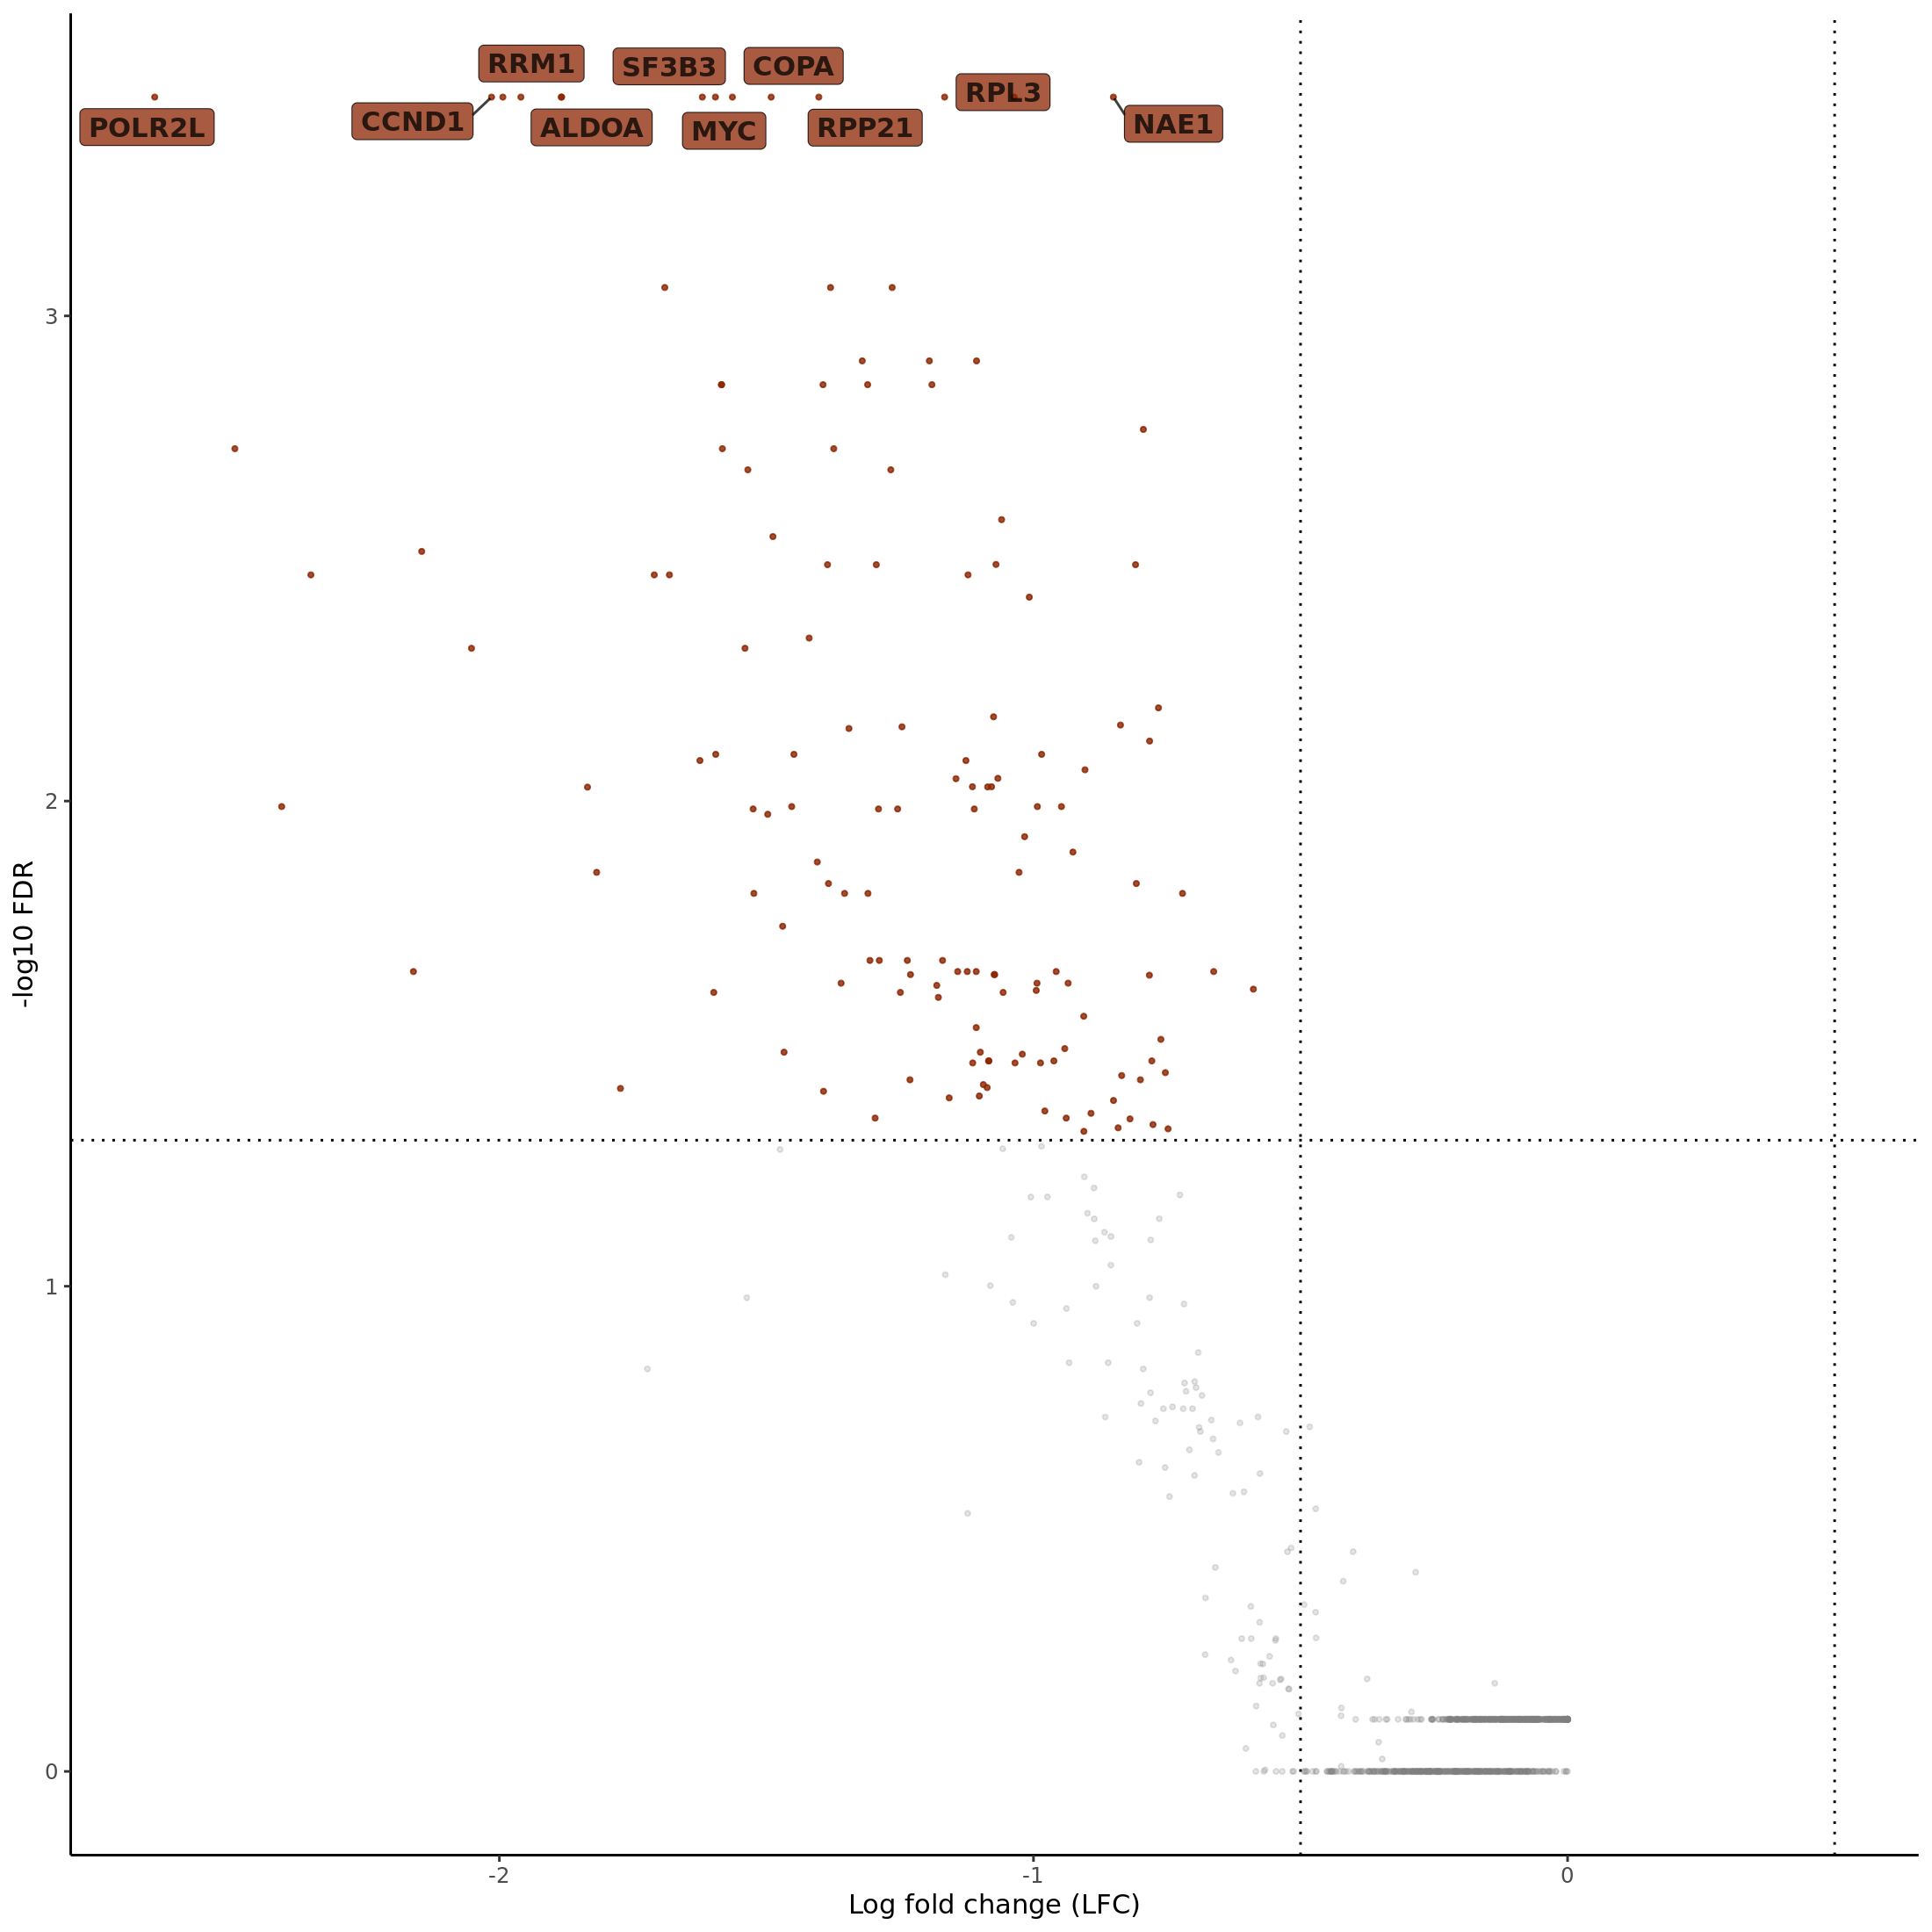 RRM1
SF3B3
COPA
RPL3
POLR2L
CCND1
ALDOA
MYC
RPP21
NAE1
3
2
1
0
-log10 FDR
-2
-1
0
Log fold change (LFC)